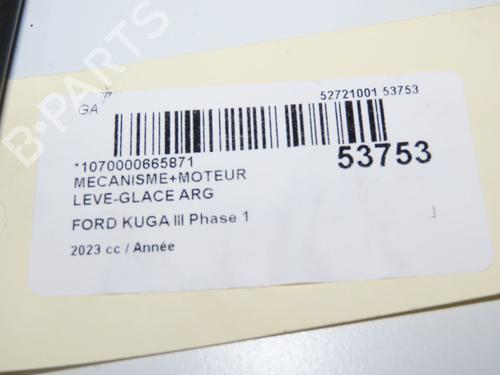 GA
52721001 53753
*1070000665871
53753
MECANISME+MOTEUR
LEVE-GLACE ARG
FORD KUGA III Phase 1
2023 cc / Année
B-PARTS